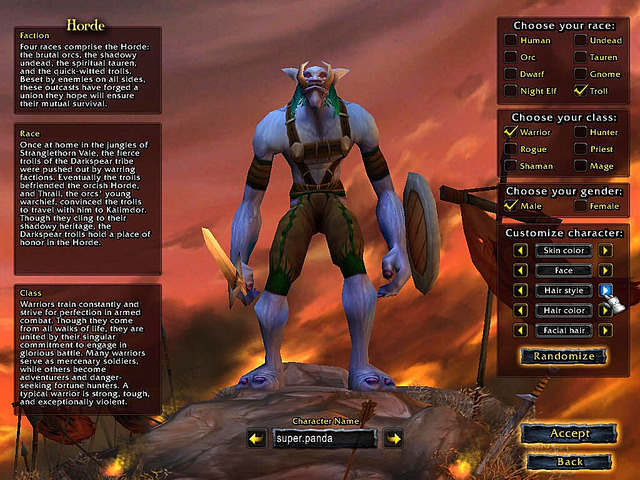 Horde
Faction
Four races comprise the Horde:
the brutal orcs, the shadowy
undead, the spiritual tauren,
and the quick-witted trolls.
Beset by enemies on all sides,
these outcasts have forged a
union they hope will ensure
their mutual survival.
Race
Once at home in the jungles of
Stranglethorn Vale, the fierce
trolls of the Darkspear tribe
were pushed out by warring
factions. Eventually the trolls
befriended the orcish Horde,
and Thrall, the orcs' young
warchief, convinced the trolls
to travel with him to Kalimdor.
Though they cling to their
shadowy heritage, the
Darkspear trolls hold a place of
honor in the Horde.
Class
Warriors train constantly and
strive for perfection in armed
combat. Though they come
from all walks of life, they are
united by their singular
commitment to engage in
glorious battle. Many warriors
serve as mercenary soldiers,
while others become
adventurers and danger-
seeking fortune hunters. A
typical warrior is strong, tough,
and exceptionally violent.
Character Name
super.panda
Choose your race:
Human Undead
Orc Tauren
Dwarf Gnome
Night Elf Troll
Choose your class:
Warrior Hunter
Rogue Priest
Shaman Mage
Choose your gender:
Male Female
Customize character:
Skin color
Face
Hair style
Hair color
Facial hair
Randomize
Accept
Back